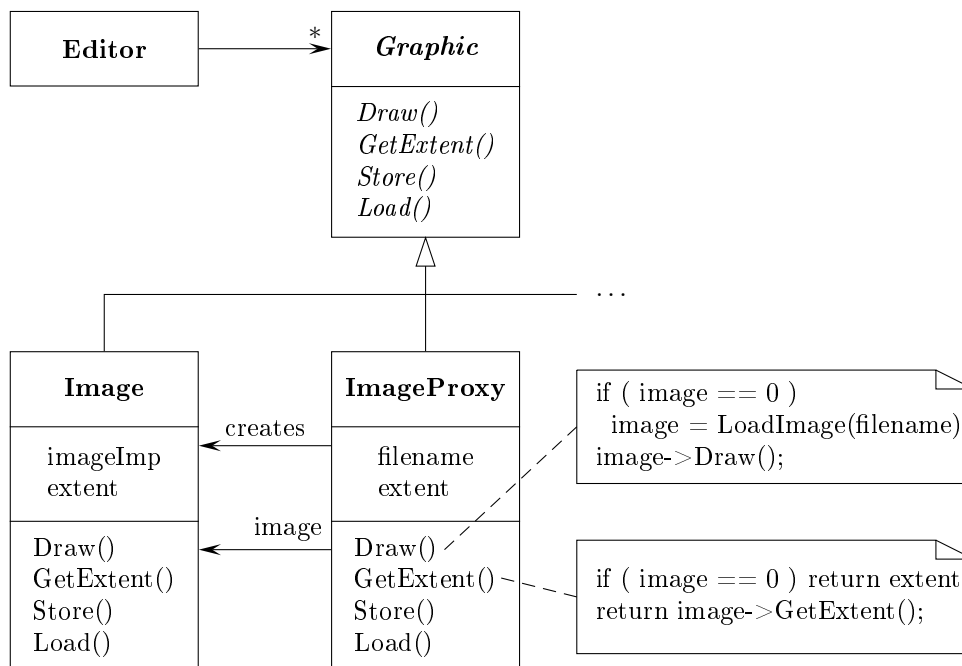 Editor
*
Graphic
Draw()
GetExtent()
Store()
Load()
...
Image
imageImp
extent
Draw()
GetExtent()
Store()
Load()
creates
image
ImageProxy
filename
extent
Draw()
GetExtent()
Store()
Load()
if ( image == 0 )
image = LoadImage(filename)
image->Draw();
if ( image == 0 ) return extent
return image->GetExtent();